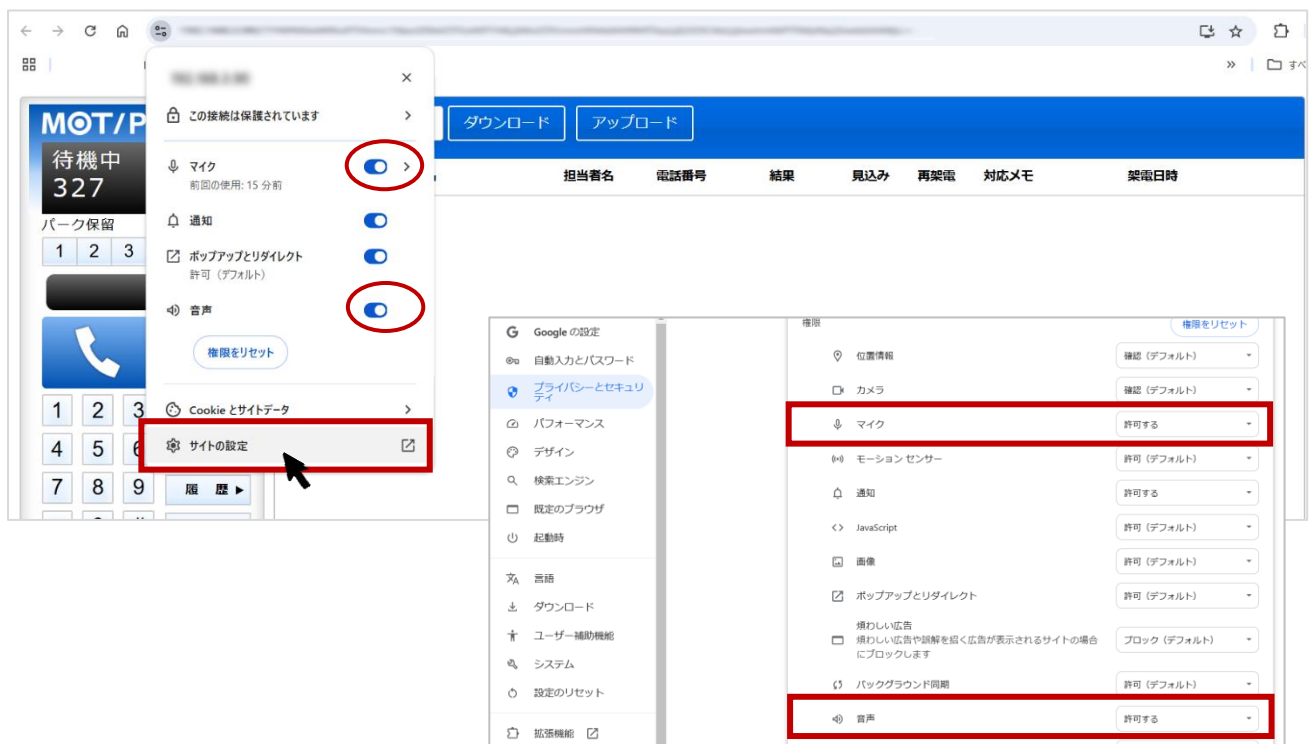 すべ
この接続は保護されています
マイク
前回の使用: 15 分前
通知
ポップアップとリダイレクト
許可（デフォルト）
音声
権限をリセット
Cookie とサイトデータ
サイトの設定
MOT/P
待機中
327
パーク保留
1 2 3
1 2 3
4 5 6
7 8 9
履 歴 ▶
ダウンロード アップロード
担当者名 電話番号 結果 見込み 再架電 対応メモ 架電日時
G Google の設定
自動入力とパスワード
プライバシーとセキュリ
ティ
パフォーマンス
デザイン
検索エンジン
既定のブラウザ
起動時
言語
ダウンロード
ユーザー補助機能
システム
設定のリセット
拡張機能
権限 権限をリセット
位置情報 確認（デフォルト）
カメラ 確認（デフォルト）
マイク 許可する
モーション センサー 許可（デフォルト）
通知 許可する
<> JavaScript 許可（デフォルト）
画像 許可（デフォルト）
ポップアップとリダイレクト 許可（デフォルト）
煩わしい広告
煩わしい広告や誤解を招く広告が表示されるサイトの場合 ブロック（デフォルト）
にブロックします
バックグラウンド同期 許可（デフォルト）
音声 許可する